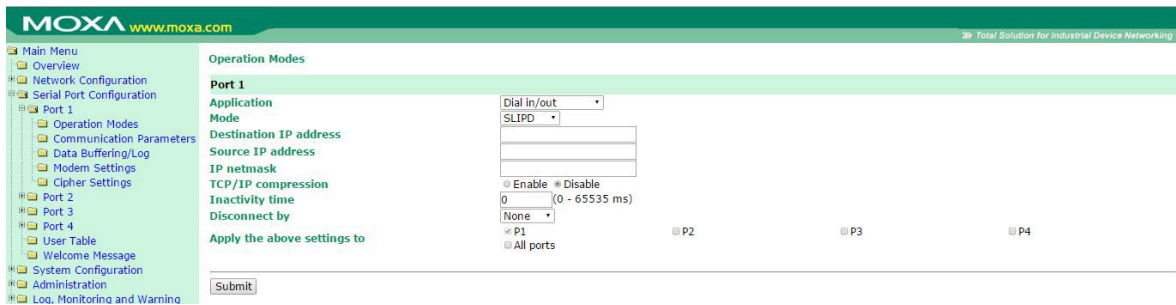 MOXA www.moxa.com
Total Solution for Industrial Device Networking
Main Menu
Overview
Network Configuration
Serial Port Configuration
Port 1
Operation Modes
Communication Parameters
Data Buffering/Log
Modem Settings
Cipher Settings
Port 2
Port 3
Port 4
User Table
Welcome Message
System Configuration
Administration
Log, Monitoring and Warning
Operation Modes
Port 1
Application Dial in/out
Mode SLIPD
Destination IP address
Source IP address
IP netmask
TCP/IP compression Enable Disable
Inactivity time 0 (0 - 65535 ms)
Disconnect by None
Apply the above settings to P1 P2 P3 P4
All ports
Submit